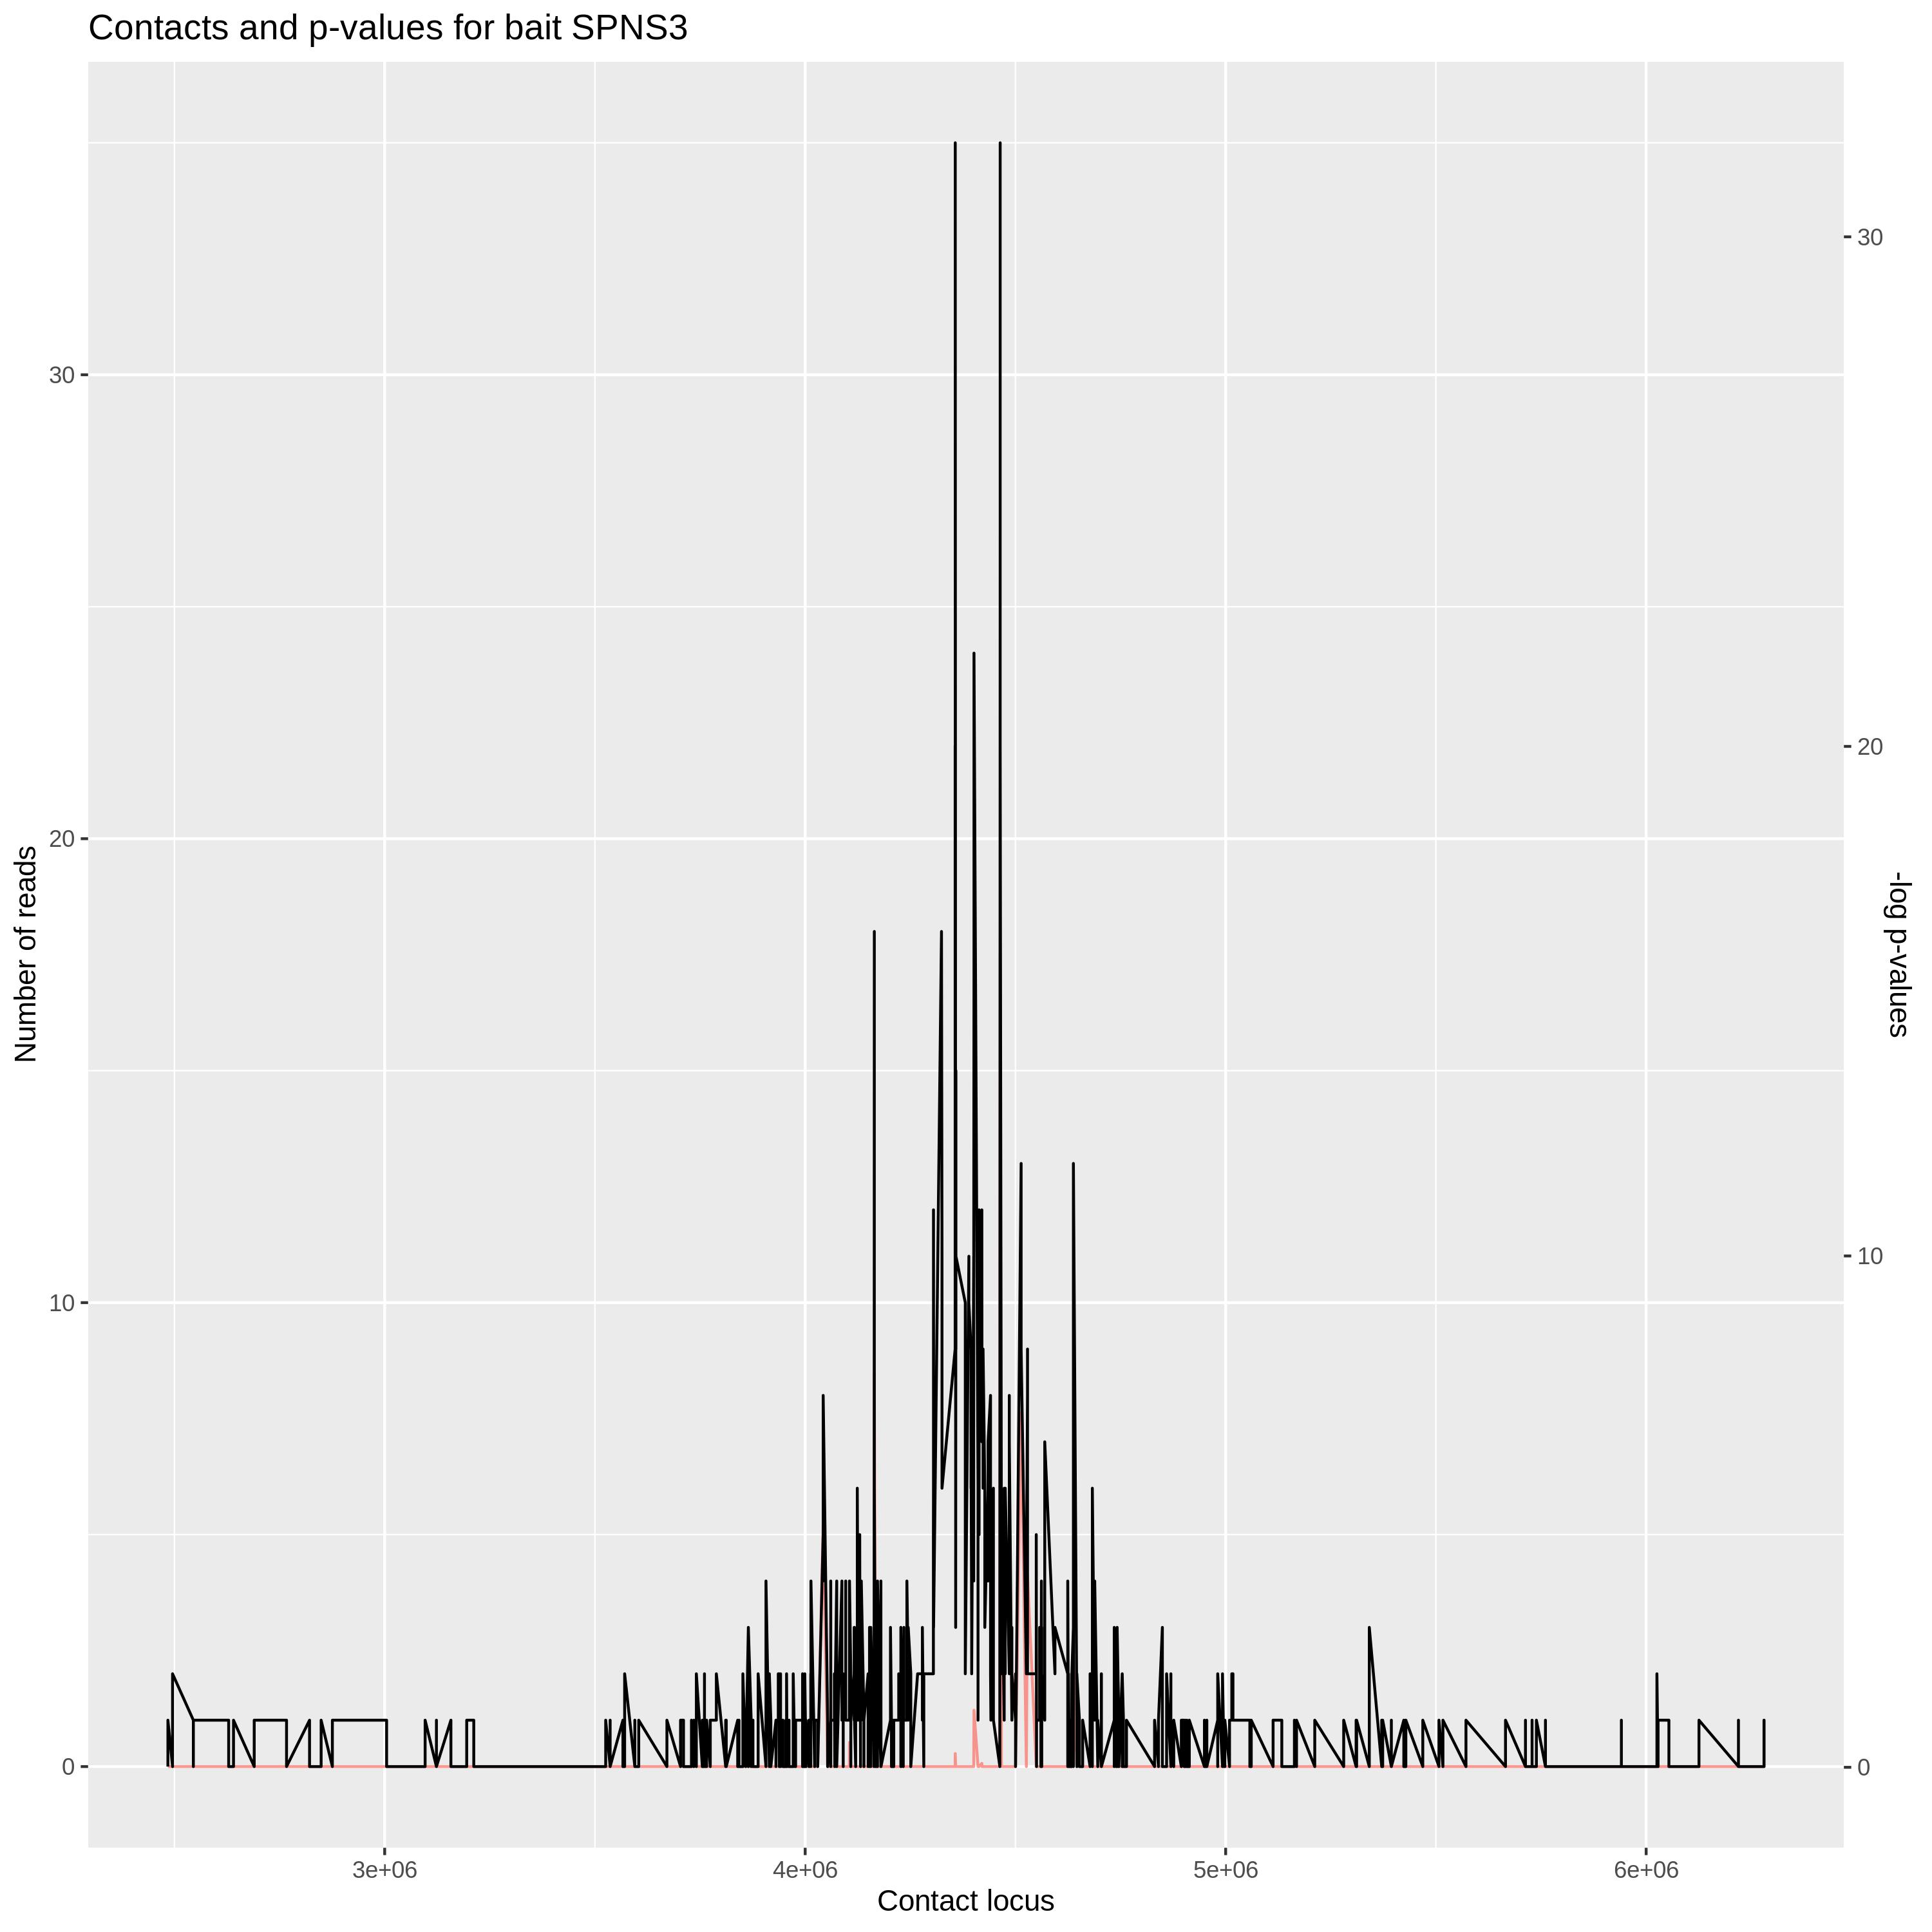 Contacts and p-values for bait SPNS3
30
20
10
0
Number of reads
30
20
10
0
-log p-values
3e+06
4e+06
5e+06
6e+06
Contact locus